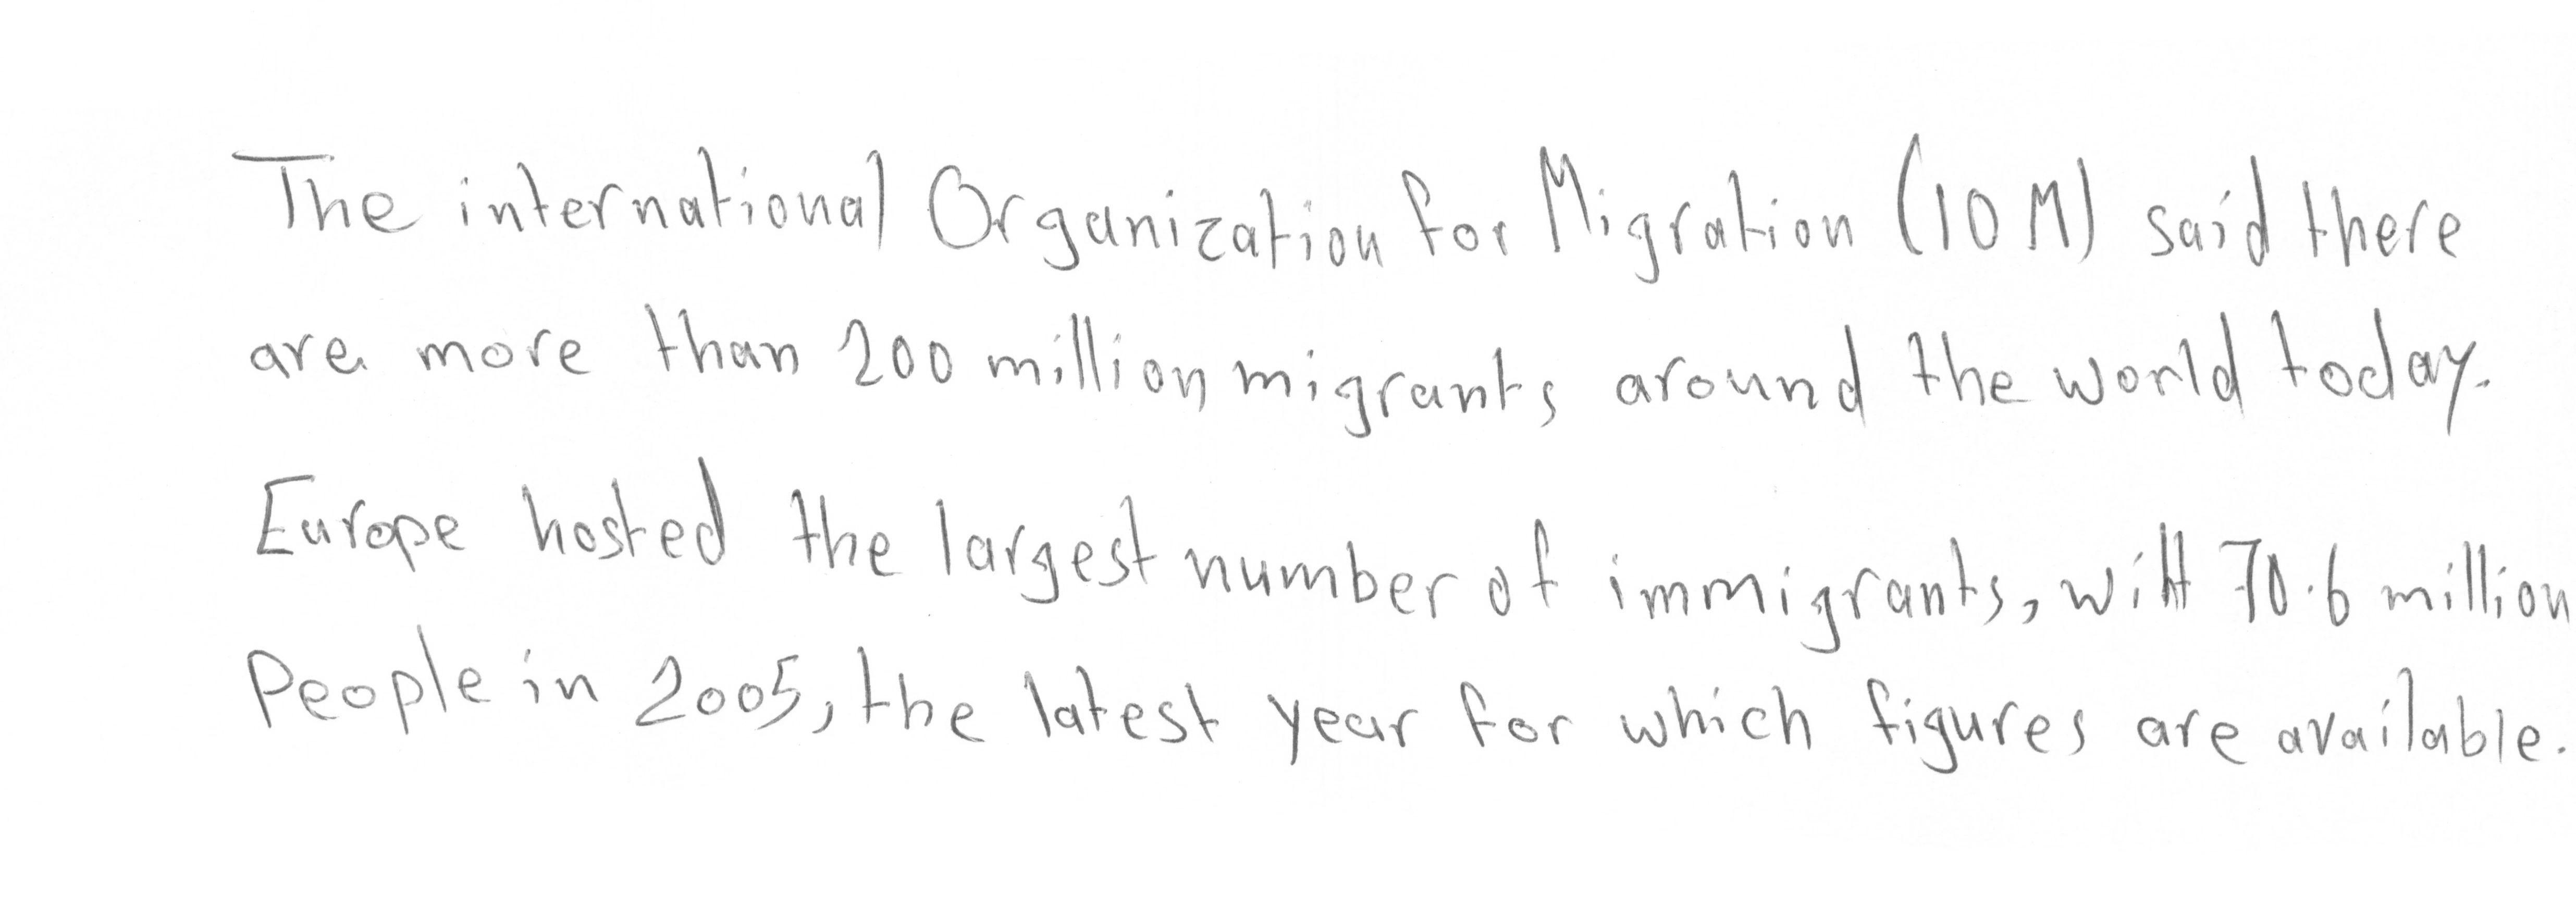 The international Organization for Migration (IOM) said there
are more than 200 million migrants around the world today.
Europe hosted the largest number of immigrants, with 70.6 million
People in 2005, the latest year for which figures are available.